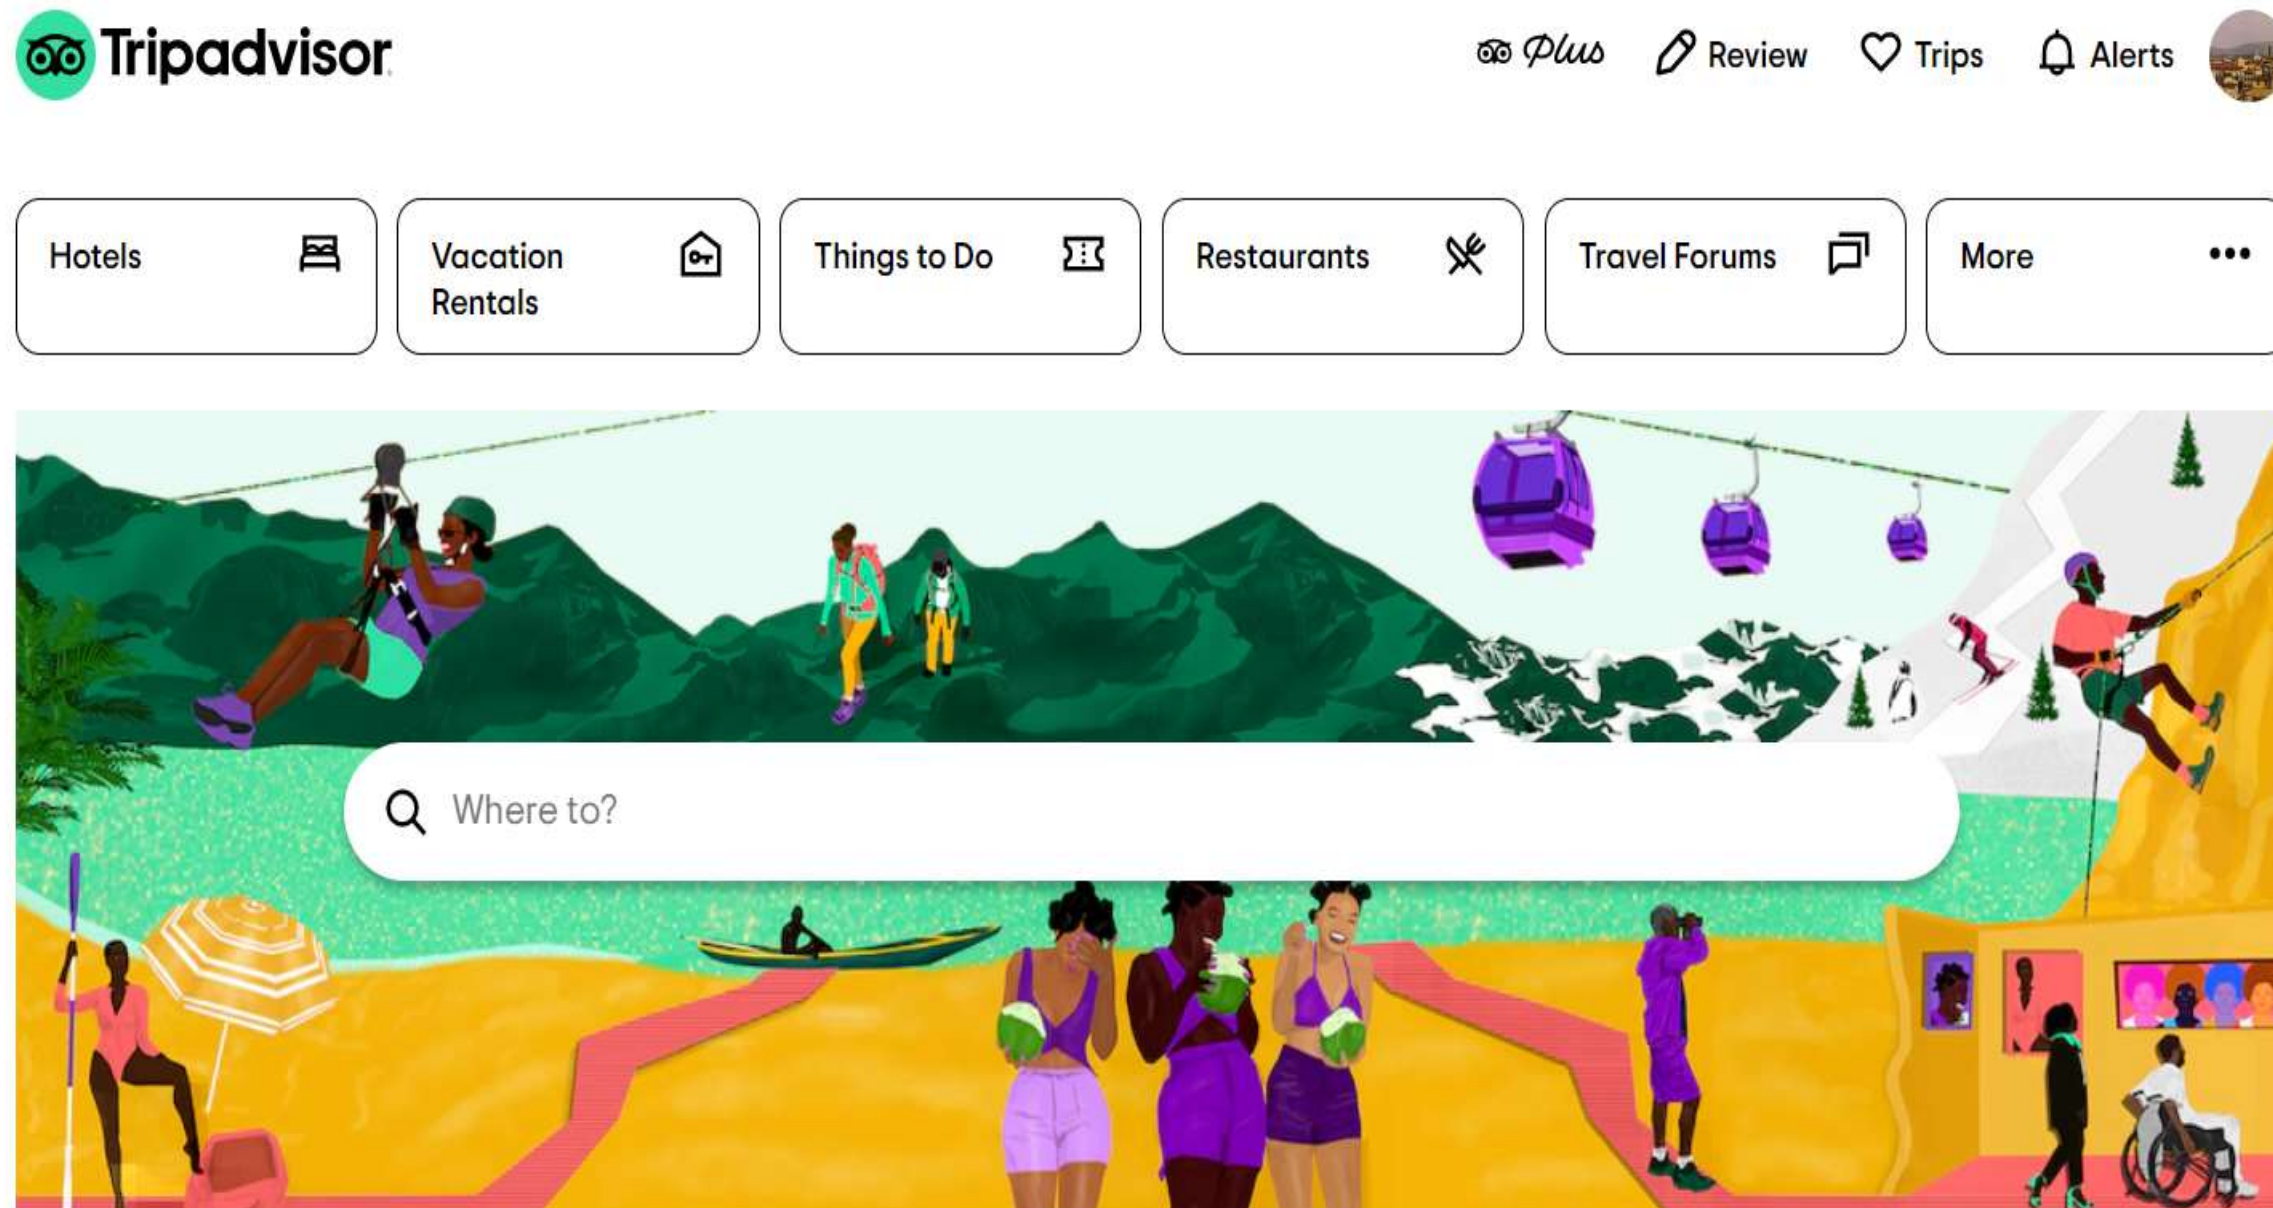 Tripadvisor
Plus
Review
Trips
Alerts
Hotels
Vacation
Rentals
Things to Do
Restaurants
Travel Forums
More
Where to?